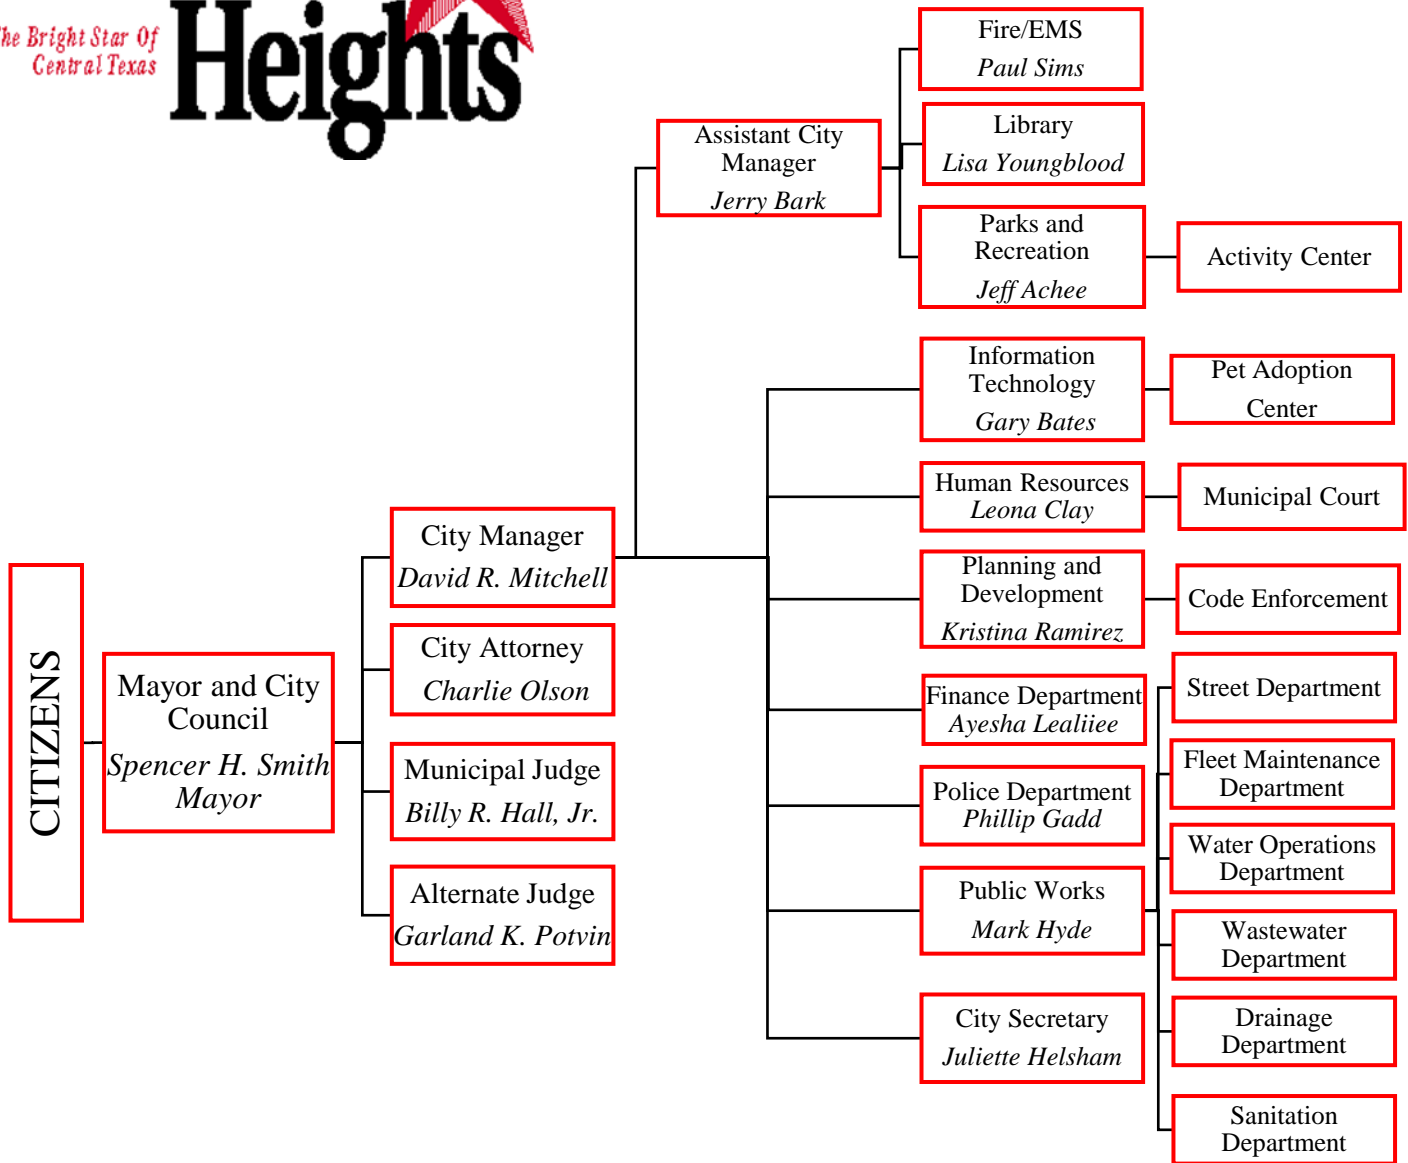 The Bright Star Of
Central Texas
Heights
Fire/EMS
Paul Sims
Library
Lisa Youngblood
Assistant City
Manager
Jerry Bark
Parks and
Recreation
Jeff Achee
Activity Center
Information
Technology
Gary Bates
Pet Adoption
Center
Human Resources
Leona Clay
Municipal Court
City Manager
David R. Mitchell
Planning and
Development
Kristina Ramirez
Code Enforcement
City Attorney
Charlie Olson
CITIZENS
Mayor and City
Council
Spencer H. Smith
Mayor
Finance Department
Ayesha Lealiiee
Street Department
Municipal Judge
Billy R. Hall, Jr.
Police Department
Phillip Gadd
Fleet Maintenance
Department
Water Operations
Department
Alternate Judge
Garland K. Potvin
Public Works
Mark Hyde
Wastewater
Department
City Secretary
Juliette Helsham
Drainage
Department
Sanitation
Department